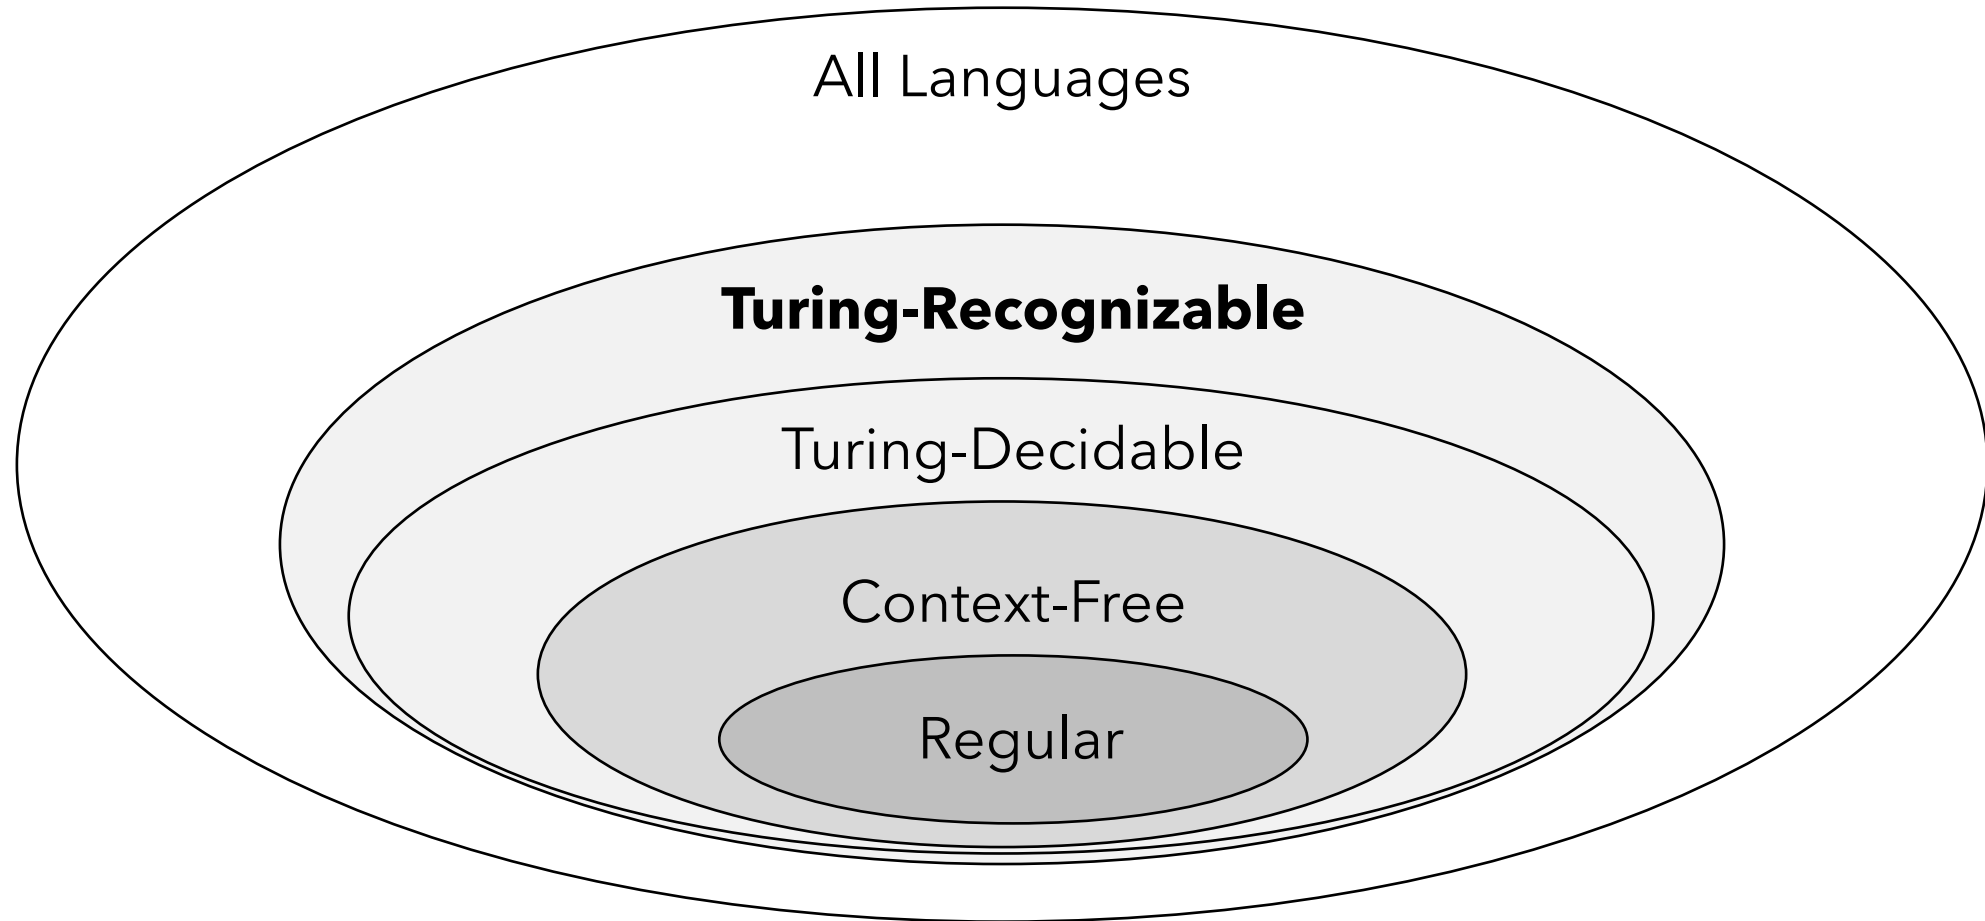 All Languages
Turing-Recognizable
Turing-Decidable
Context-Free
Regular